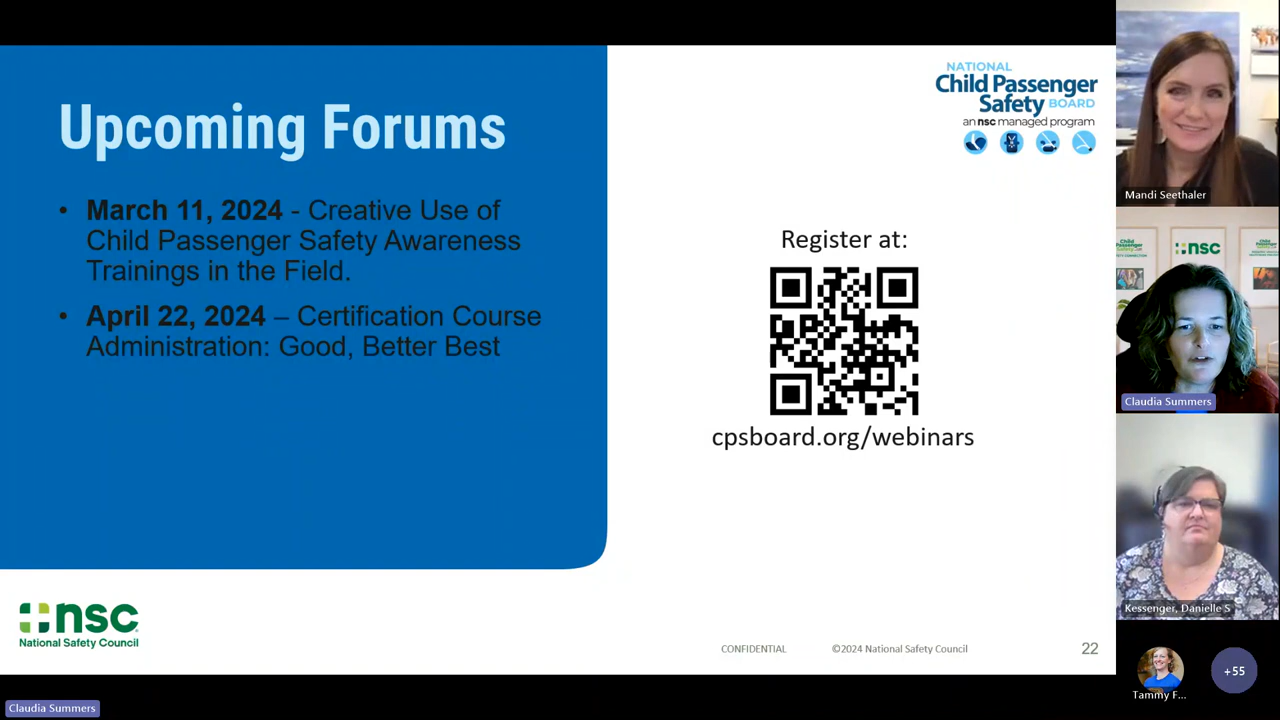 Upcoming Forums
• March 11, 2024 - Creative Use of
Child Passenger Safety Awareness
Trainings in the Field.
• April 22, 2024 – Certification Course
Administration: Good, Better Best
NATIONAL
Child Passenger
Safety BOARD
an nsc managed program
Register at:
cpsboard.org/webinars
nsc
National Safety Council
CONFIDENTIAL
©2024 National Safety Council
22
Mandi Seethaler
nsc
Claudia Summers
Kessenger, Danielle S
Tammy F...
+55
Claudia Summers